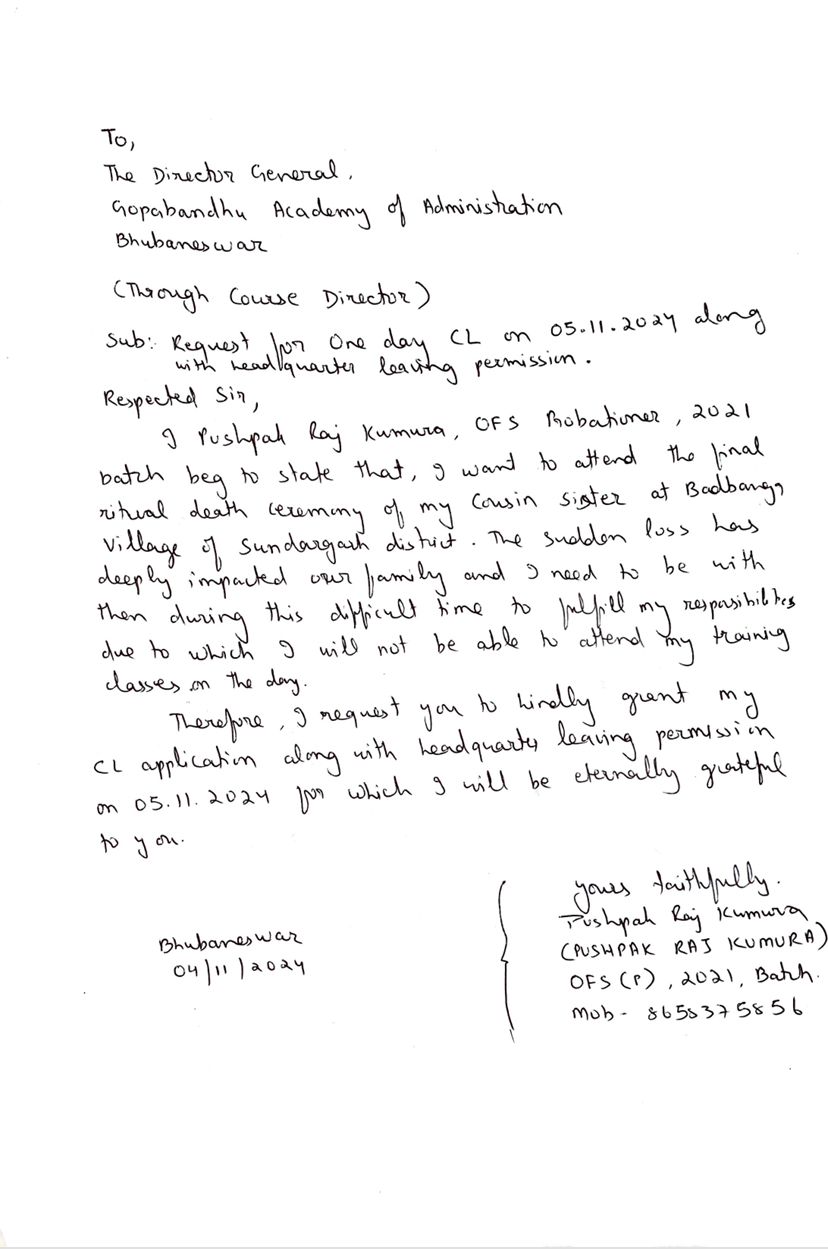 To,
The Director General,
Gopabandhu Academy of Administration
Bhubaneswar
(Through Course Director)
Sub: Request for One day CL on 05.11.2024 along
with headquarter leaving permission.
Respected Sir,
I Pushpak Raj Kumura, OFS Probationer, 2021
batch beg to state that, I want to attend the final
ritual death ceremony of my Cousin sister at Badbanga
village of Sundargarh district. The sudden loss has
deeply impacted our family and I need to be with
then during this difficult time to fulfill my responsibilites
due to which I will not be able to attend my training
classes on the day.
Therefore, I request you to kindly grant my
CL application along with headquarter leaving permission
on 05.11.2024 for which I will be eternally grateful
to you.
Bhubaneswar
04/11/2024
yours faithfully.
Pushpak Raj Kumura
(PUSHPAK RAJ KUMURA)
OFS (P), 2021, Batch.
Mob - 8658375856